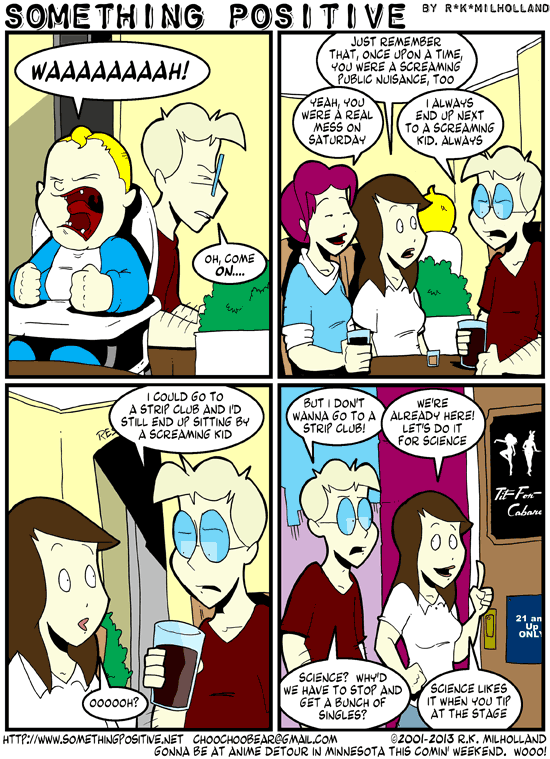 SOMETHING POSITIVE BY R*K*MILHOLLAND
WAAAAAAAAH!
OH, COME
ON....
JUST REMEMBER
THAT, ONCE UPON A TIME,
YOU WERE A SCREAMING
PUBLIC NUISANCE, TOO
YEAH, YOU
WERE A REAL
MESS ON
SATURDAY
I ALWAYS
END UP NEXT
TO A SCREAMING
KID. ALWAYS
I COULD GO TO
A STRIP CLUB AND I'D
STILL END UP SITTING BY
A SCREAMING KID
OOOOOH?
BUT I DON'T
WANNA GO TO A
STRIP CLUB!
WE'RE
ALREADY HERE!
LET'S DO IT
FOR SCIENCE
Tit-For-
Cabare
21 an
Up
ONLY
SCIENCE? WHY'D
WE HAVE TO STOP AND
GET A BUNCH OF
SINGLES?
SCIENCE LIKES
IT WHEN YOU TIP
AT THE STAGE
HTTP://WWW.SOMETHINGPOSITIVE.NET CHOOCHOOBEAR@GMAIL.COM ©2001-2013 R.K. MILHOLLAND
GONNA BE AT ANIME DETOUR IN MINNESOTA THIS COMIN' WEEKEND. WOOO!